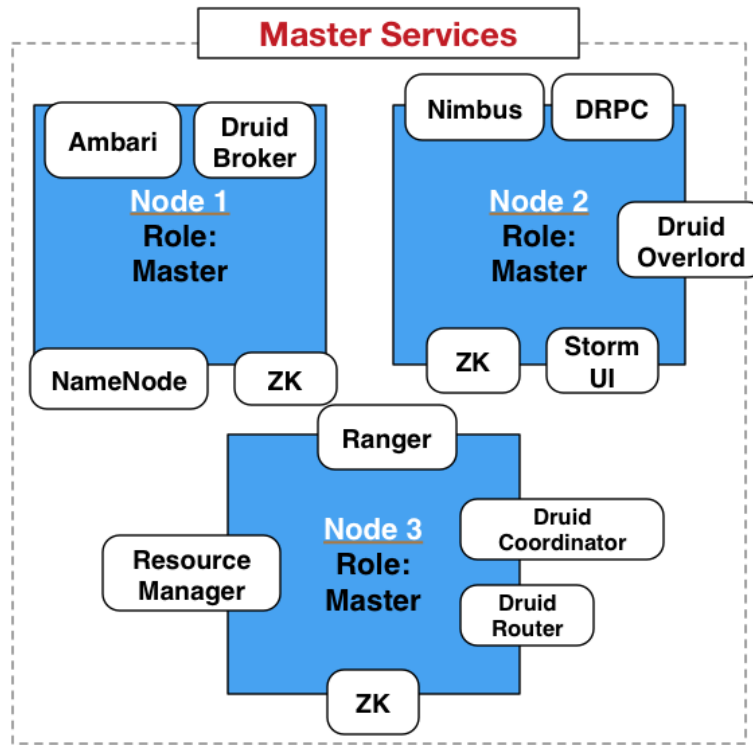 Master Services
Ambari
Druid
Broker
Node 1
Role:
Master
NameNode
ZK
Nimbus
DRPC
Node 2
Role:
Master
Druid
Overlord
ZK
Storm
UI
Ranger
Node 3
Role:
Master
Resource
Manager
Druid
Coordinator
Druid
Router
ZK